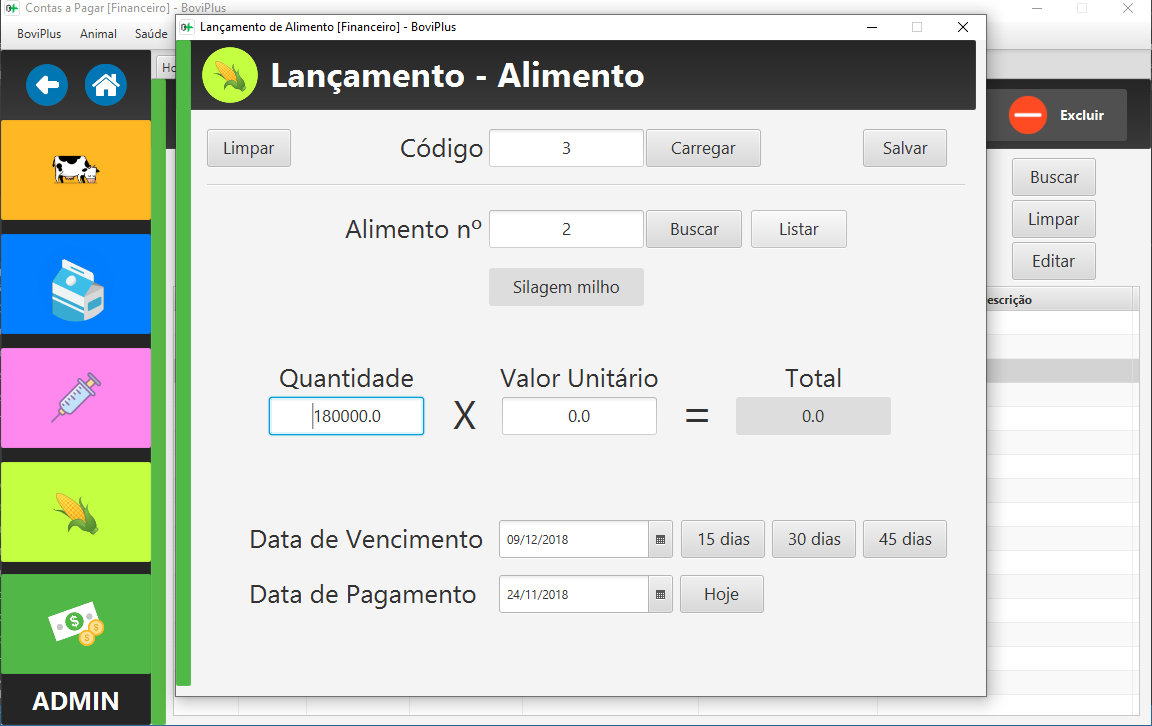 Contas a Pagar [Financeiro] - BoviPlus
BoviPlus Animal Saúde
Lançamento de Alimento [Financeiro] - BoviPlus
Lançamento - Alimento
Excluir
Limpar Código 3 Carregar Salvar
Buscar
Limpar
Editar
Alimento nº 2 Buscar Listar
Silagem milho
escrição
Quantidade Valor Unitário Total
180000.0 X 0.0 = 0.0
Data de Vencimento 09/12/2018 15 dias 30 dias 45 dias
Data de Pagamento 24/11/2018 Hoje
ADMIN